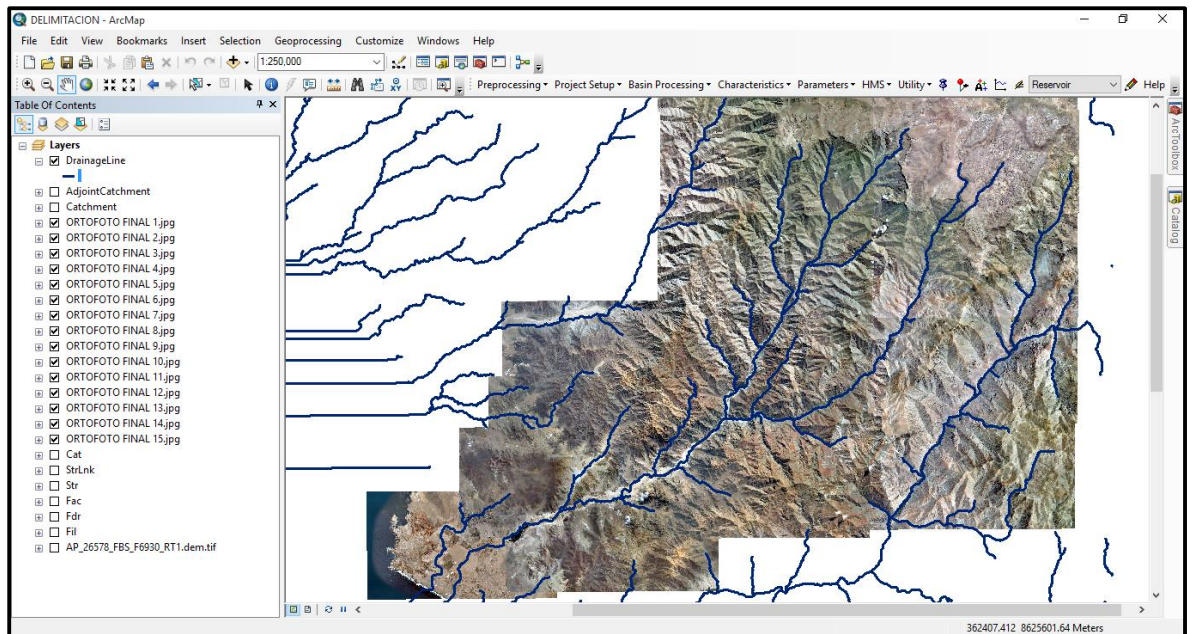 DELIMITACION - ArcMap
File Edit View Bookmarks Insert Selection Geoprocessing Customize Windows Help
1:250,000
Preprocessing Project Setup Basin Processing Characteristics Parameters HMS Utility Reservoir Help
Table Of Contents
Layers
DrainageLine
AdjointCatchment
Catchment
ORTOFOTO FINAL 1.jpg
ORTOFOTO FINAL 2.jpg
ORTOFOTO FINAL 3.jpg
ORTOFOTO FINAL 4.jpg
ORTOFOTO FINAL 5.jpg
ORTOFOTO FINAL 6.jpg
ORTOFOTO FINAL 7.jpg
ORTOFOTO FINAL 8.jpg
ORTOFOTO FINAL 9.jpg
ORTOFOTO FINAL 10.jpg
ORTOFOTO FINAL 11.jpg
ORTOFOTO FINAL 12.jpg
ORTOFOTO FINAL 13.jpg
ORTOFOTO FINAL 14.jpg
ORTOFOTO FINAL 15.jpg
Cat
StrLnk
Str
Fac
Fdr
Fil
AP_26578_FBS_F6930_RT1.dem.tif
ArcToolbox
Catalog
362407.412 8625601.64 Meters